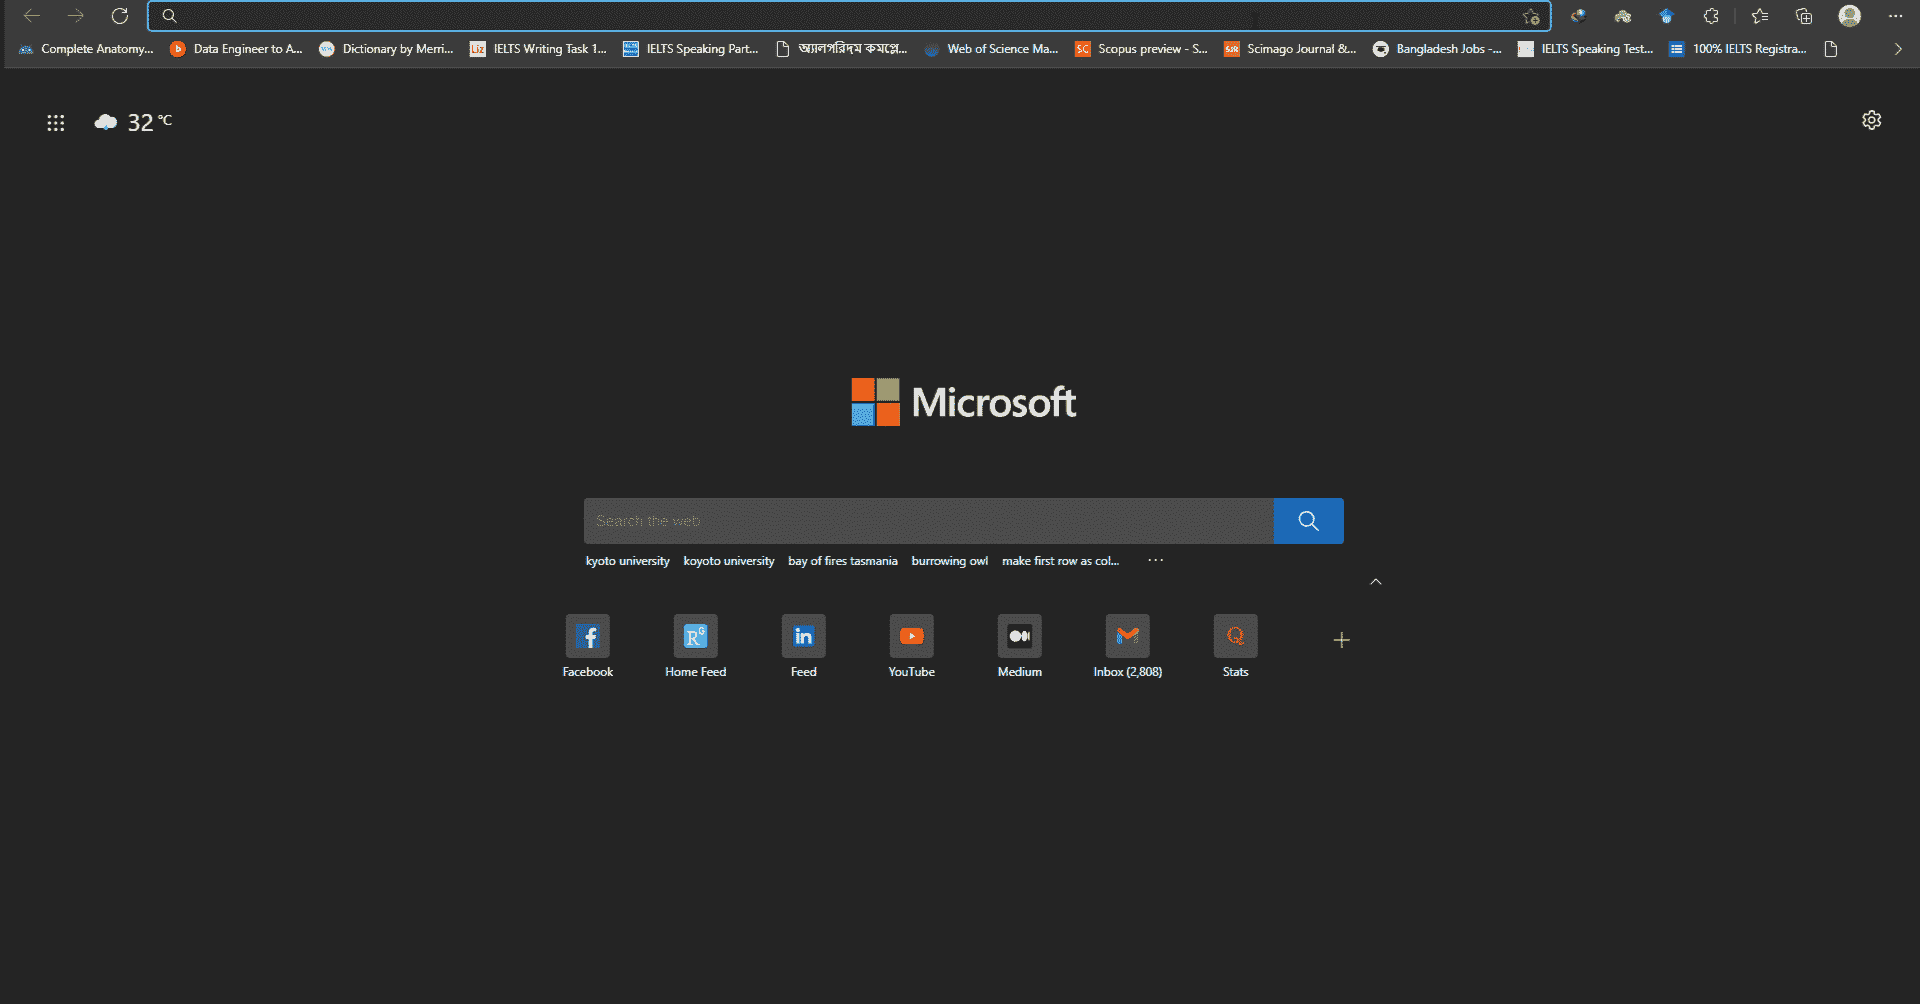 Complete Anatomy... Data Engineer to A... Dictionary by Merri... Liz IELTS Writing Task 1... IELTS Speaking Part... অ্যালগরিদম কমপ্লে... Web of Science Ma... SC Scopus preview - S... SJR Scimago Journal &... Bangladesh Jobs -... IELTS Speaking Test... 100% IELTS Registra...
32 °C
Microsoft
Search the web
kyoto university koyoto university bay of fires tasmania burrowing owl make first row as col... ...
Facebook Home Feed Feed YouTube Medium Inbox (2,808) Stats